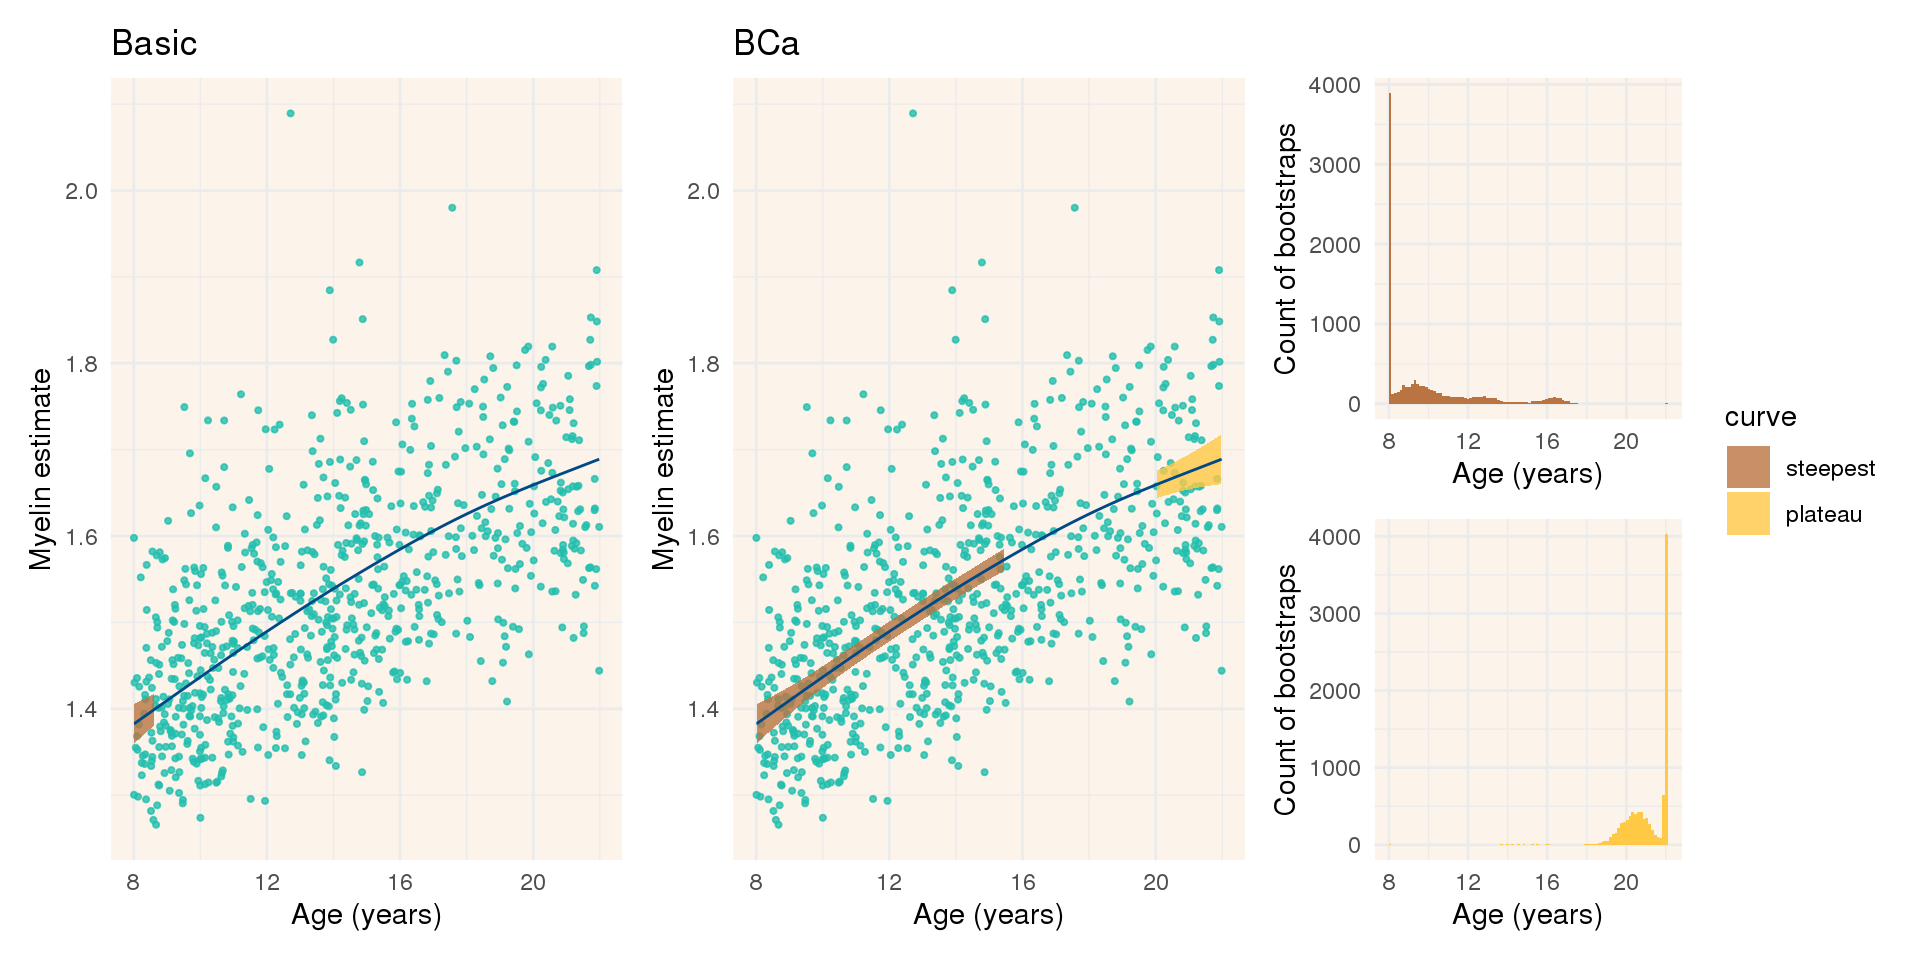 Basic
Myelin estimate
2.0
1.8
1.6
1.4
8 12 16 20
Age (years)
BCa
Myelin estimate
2.0
1.8
1.6
1.4
8 12 16 20
Age (years)
Count of bootstraps
4000
3000
2000
1000
0
8 12 16 20
Age (years)
Count of bootstraps
4000
3000
2000
1000
0
8 12 16 20
Age (years)
curve
steepest
plateau